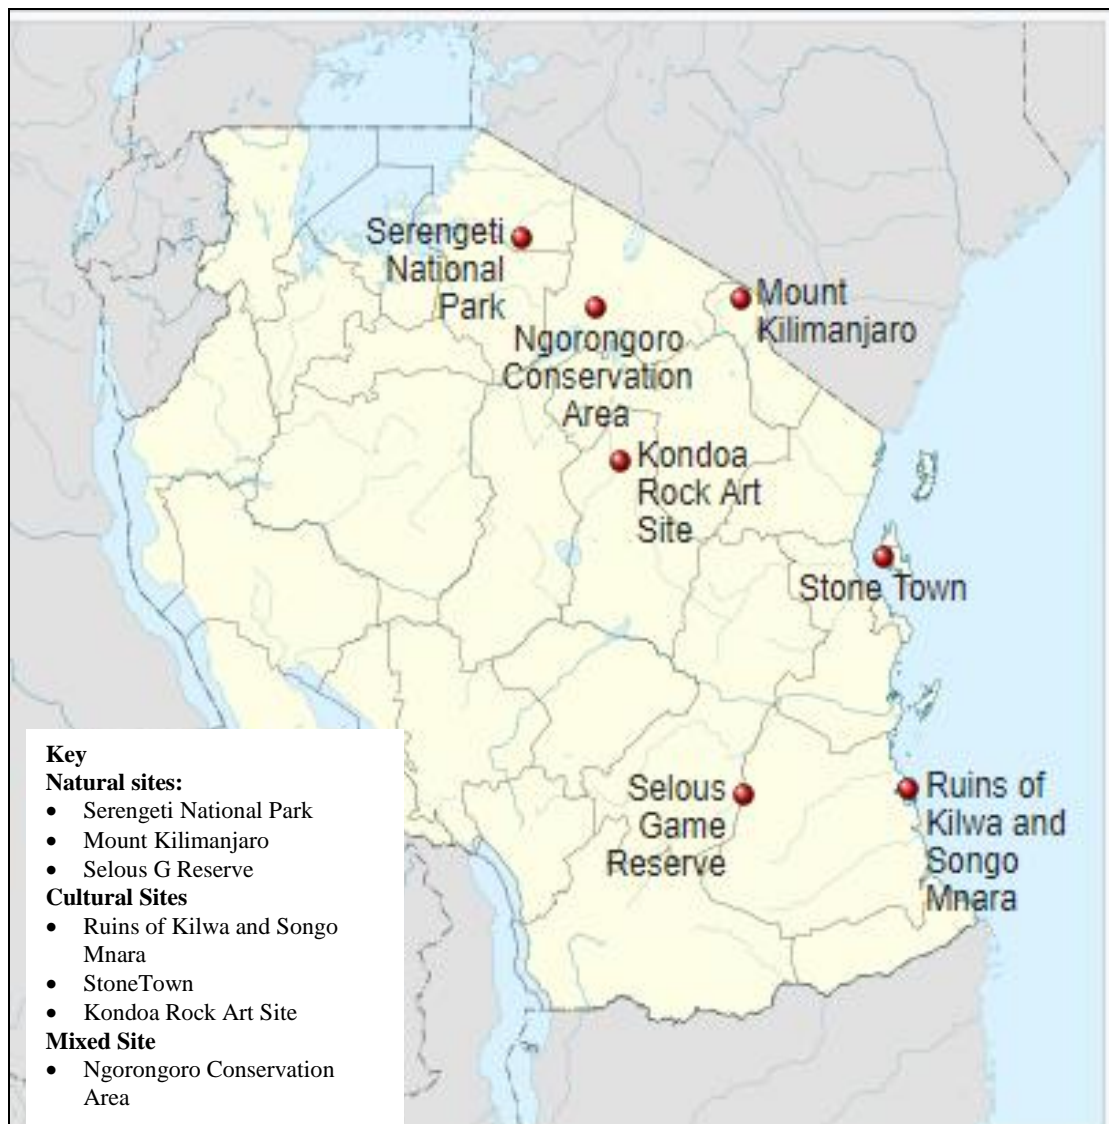 Serengeti
National
Park
Mount
Kilimanjaro
Ngorongoro
Conservation
Area
Kondoa
Rock Art
Site
Stone Town
Selous
Game
Reserve
Ruins of
Kilwa and
Songo
Mnara
Key
Natural sites:
• Serengeti National Park
• Mount Kilimanjaro
• Selous G Reserve
Cultural Sites
• Ruins of Kilwa and Songo
Mnara
• StoneTown
• Kondoa Rock Art Site
Mixed Site
• Ngorongoro Conservation
Area